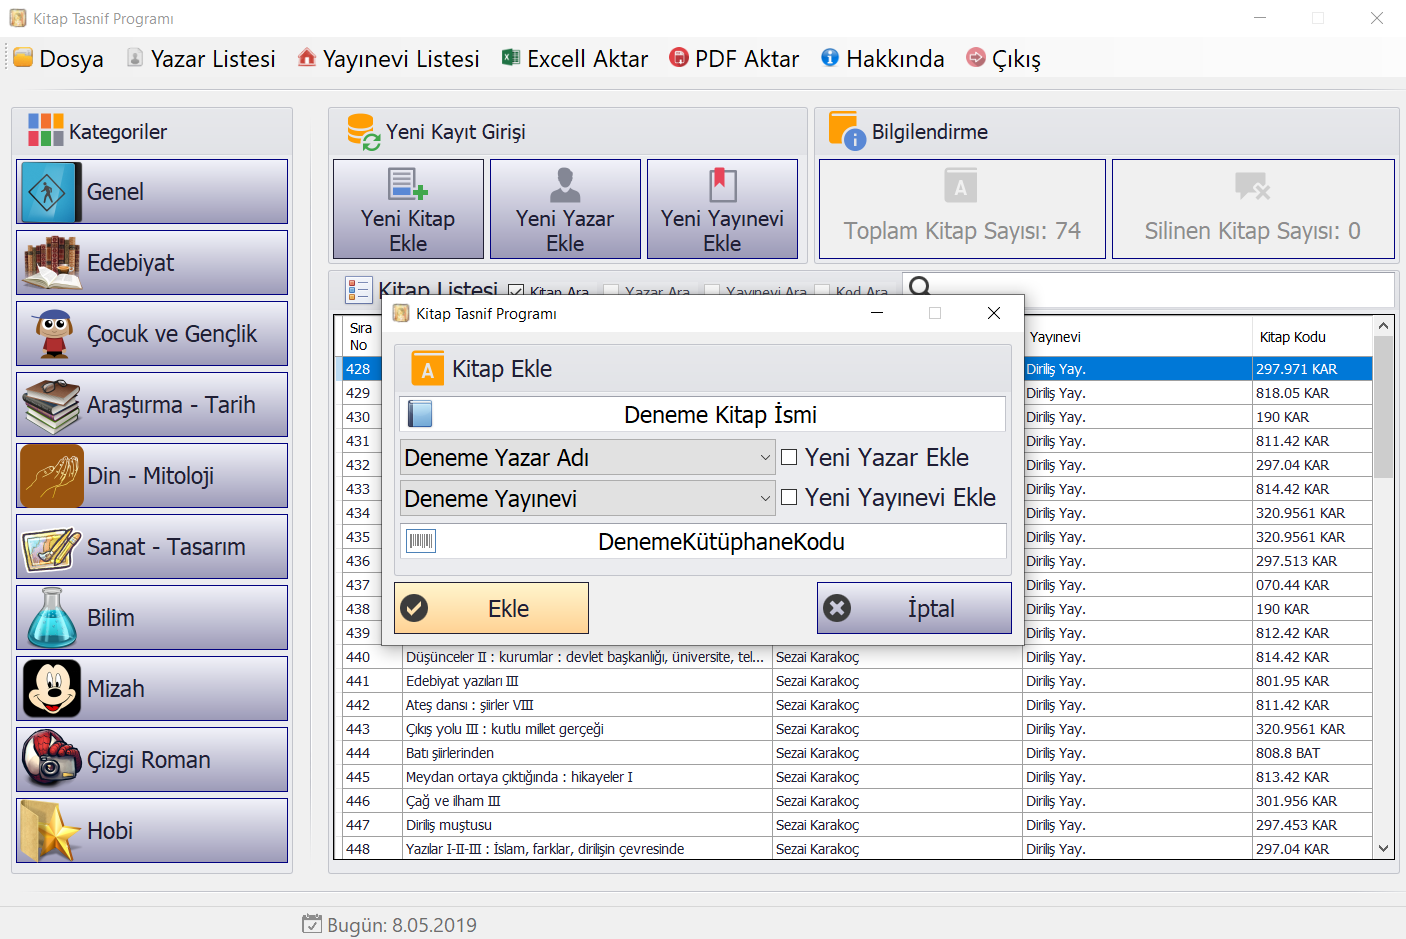 Kitap Tasnif Programı
Dosya Yazar Listesi Yayınevi Listesi Excell Aktar PDF Aktar Hakkında Çıkış
Kategoriler
Genel
Edebiyat
Çocuk ve Gençlik
Araştırma - Tarih
Din - Mitoloji
Sanat - Tasarım
Bilim
Mizah
Çizgi Roman
Hobi
Yeni Kayıt Girişi
Yeni Kitap
Ekle
Yeni Yazar
Ekle
Yeni Yayınevi
Ekle
Bilgilendirme
A
Toplam Kitap Sayısı: 74
Silinen Kitap Sayısı: 0
Kitap Listesi Kitap Ara Yazar Ara Yayınevi Ara Kod Ara
Kitap Tasnif Programı
A Kitap Ekle
Deneme Kitap İsmi
Deneme Yazar Adı Yeni Yazar Ekle
Deneme Yayınevi Yeni Yayınevi Ekle
DenemeKütüphaneKodu
Ekle İptal
Sıra
No Yayınevi Kitap Kodu
428 Diriliş Yay. 297.971 KAR
429 Diriliş Yay. 818.05 KAR
430 Diriliş Yay. 190 KAR
431 Diriliş Yay. 811.42 KAR
432 Diriliş Yay. 297.04 KAR
433 Diriliş Yay. 814.42 KAR
434 Diriliş Yay. 320.9561 KAR
435 Diriliş Yay. 320.9561 KAR
436 Diriliş Yay. 297.513 KAR
437 Diriliş Yay. 070.44 KAR
438 Diriliş Yay. 190 KAR
439 Diriliş Yay. 812.42 KAR
440 Düşünceler II : kurumlar : devlet başkanlığı, üniversite, tel... Sezai Karakoç Diriliş Yay. 814.42 KAR
441 Edebiyat yazıları III Sezai Karakoç Diriliş Yay. 801.95 KAR
442 Ateş dansı : şiirler VIII Sezai Karakoç Diriliş Yay. 811.42 KAR
443 Çıkış yolu III : kutlu millet gerçeği Sezai Karakoç Diriliş Yay. 320.9561 KAR
444 Batı şiirlerinden Sezai Karakoç Diriliş Yay. 808.8 BAT
445 Meydan ortaya çıktığında : hikayeler I Sezai Karakoç Diriliş Yay. 813.42 KAR
446 Çağ ve ilham III Sezai Karakoç Diriliş Yay. 301.956 KAR
447 Diriliş muştusu Sezai Karakoç Diriliş Yay. 297.453 KAR
448 Yazılar I-II-III : İslam, farklar, dirilişin çevresinde Sezai Karakoç Diriliş Yay. 297.04 KAR
Bugün: 8.05.2019